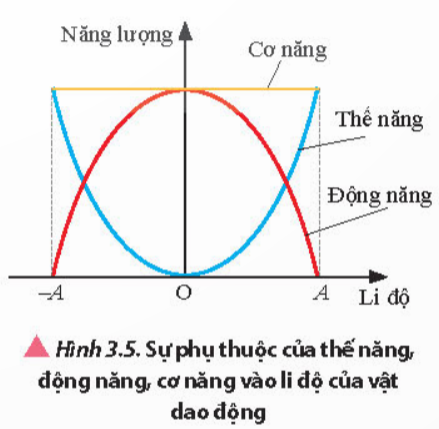 Năng lượng
Cơ năng
Thế năng
Động năng
–A
O
A
Li độ
▲ Hình 3.5. Sự phụ thuộc của thế năng,
động năng, cơ năng vào li độ của vật
dao động